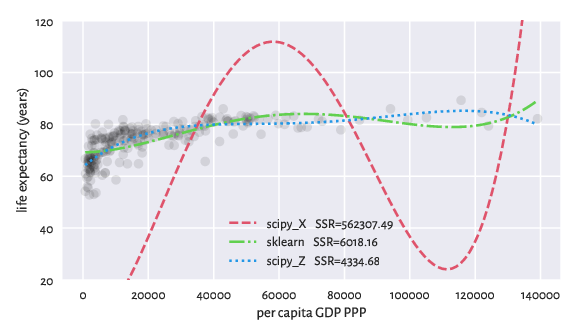 120
100
80
60
40
20
life expectancy (years)
scipy_X SSR=562307.49
sklearn SSR=6018.16
scipy_Z SSR=4334.68
0 20000 40000 60000 80000 100000 120000 140000
per capita GDP PPP